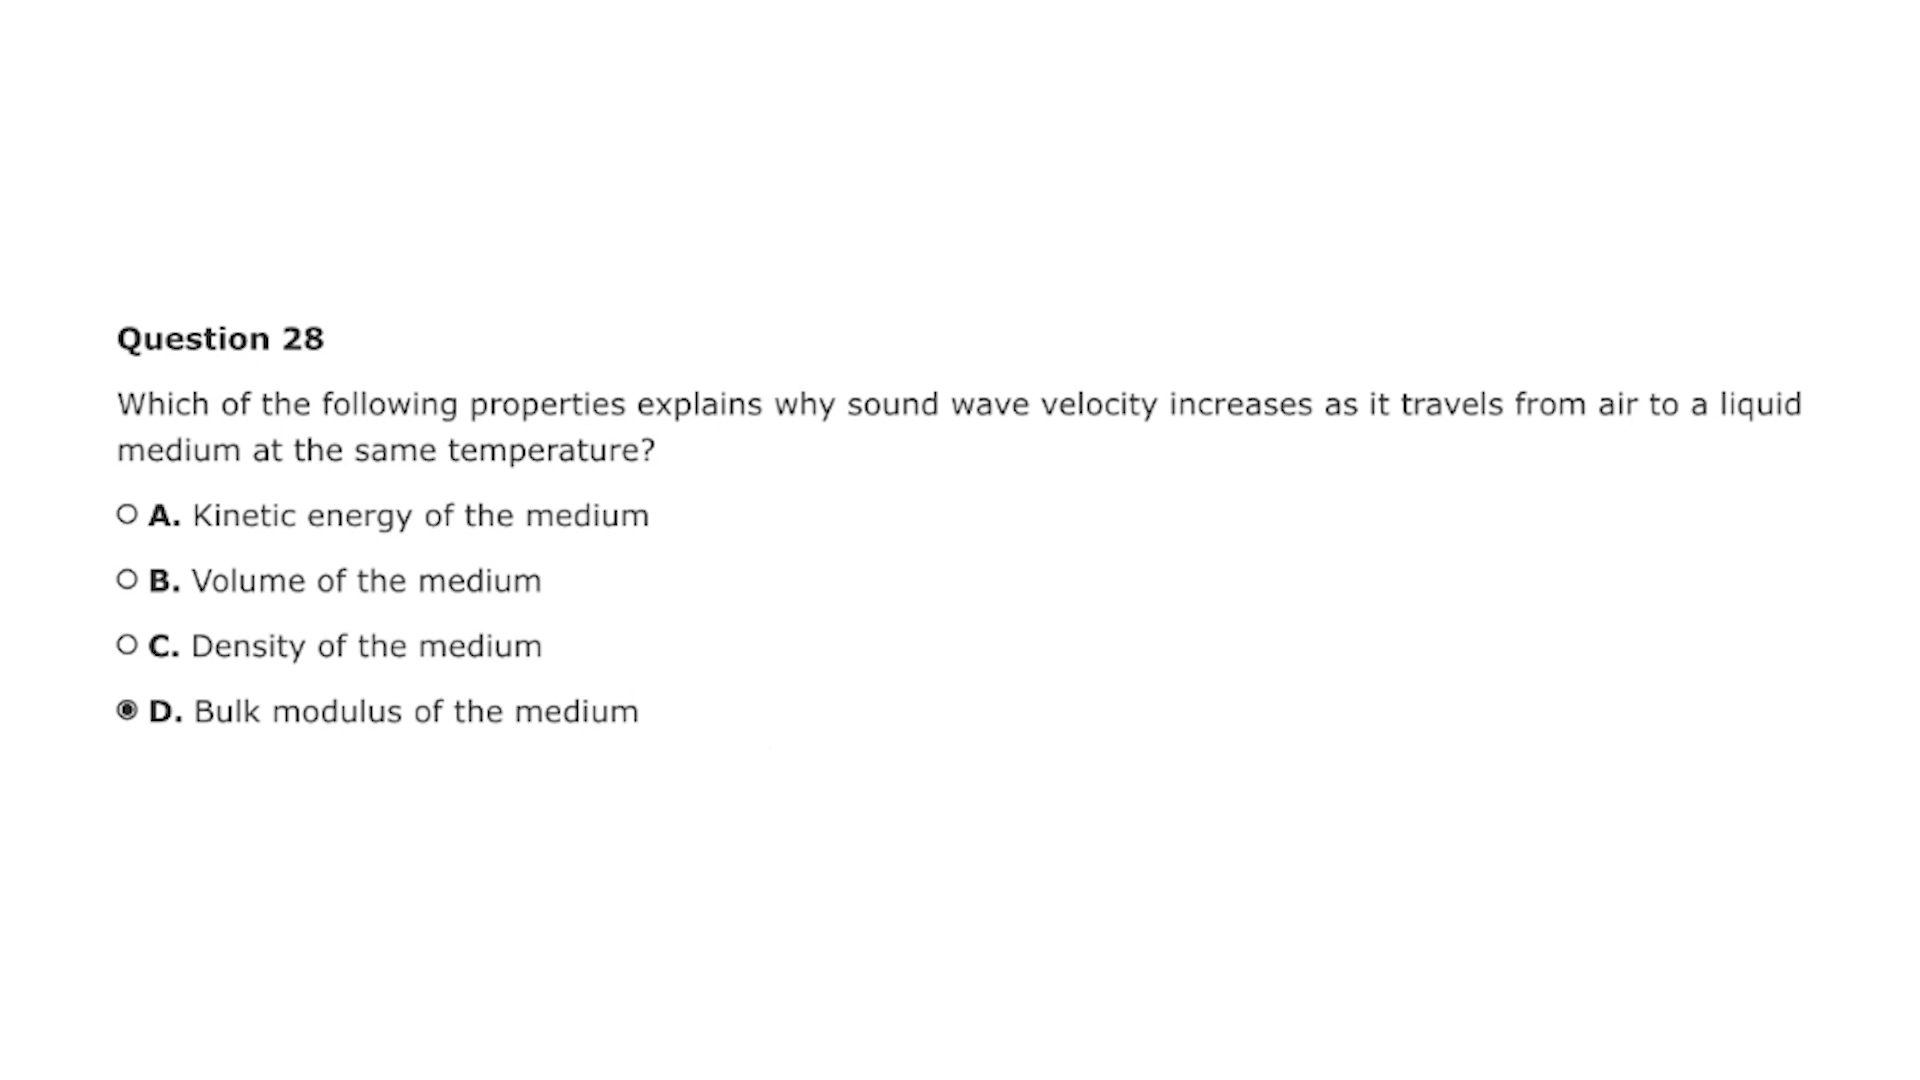 Question 28
Which of the following properties explains why sound wave velocity increases as it travels from air to a liquid
medium at the same temperature?
A. Kinetic energy of the medium
B. Volume of the medium
C. Density of the medium
D. Bulk modulus of the medium